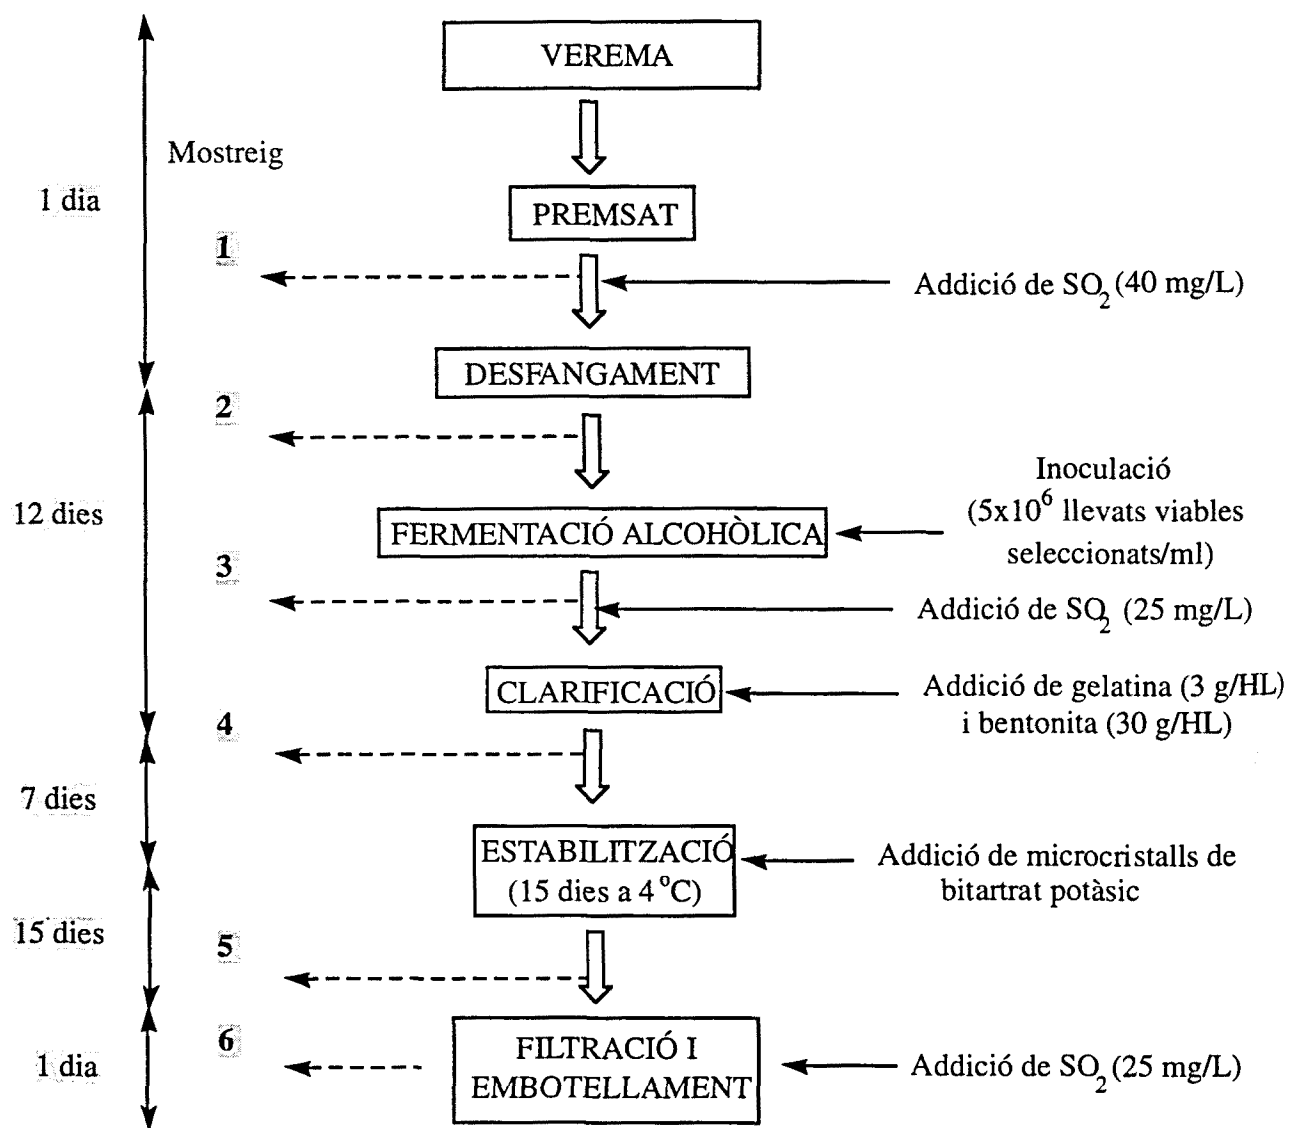 VEREMA
Mostreig
1 dia
PREMSAT
1
Addició de SO2 (40 mg/L)
DESFANGAMENT
2
12 dies
Inoculació
(5x10^6 llevats viables
seleccionats/ml)
FERMENTACIÓ ALCOHÒLICA
3
Addició de SO2 (25 mg/L)
CLARIFICACIÓ
Addició de gelatina (3 g/HL)
i bentonita (30 g/HL)
4
7 dies
ESTABILITZACIÓ
(15 dies a 4 °C)
Addició de microcristalls de
bitartrat potàsic
15 dies
5
6
FILTRACIÓ I
EMBOTELLAMENT
1 dia
Addició de SO2 (25 mg/L)